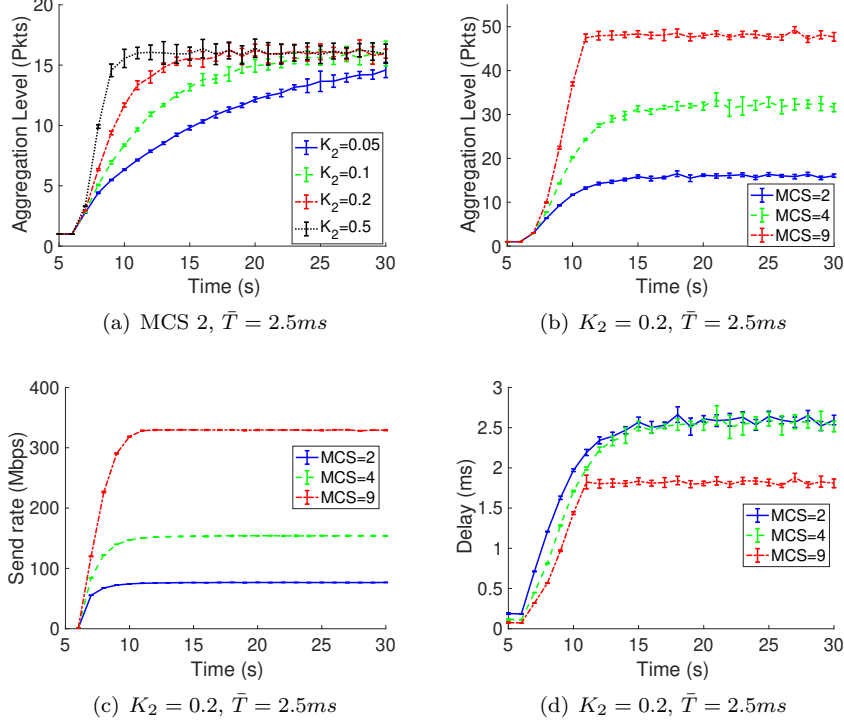 20
15
10
5
0
Aggregation Level (Pkts)
K2=0.05
K2=0.1
K2=0.2
K2=0.5
5 10 15 20 25 30
Time (s)
(a) MCS 2, T̄ = 2.5ms
60
50
40
30
20
10
0
Aggregation Level (Pkts)
MCS=2
MCS=4
MCS=9
5 10 15 20 25 30
Time (s)
(b) K2 = 0.2, T̄ = 2.5ms
400
300
200
100
0
Send rate (Mbps)
MCS=2
MCS=4
MCS=9
5 10 15 20 25 30
Time (s)
(c) K2 = 0.2, T̄ = 2.5ms
3
2.5
2
1.5
1
0.5
0
Delay (ms)
MCS=2
MCS=4
MCS=9
5 10 15 20 25 30
Time (s)
(d) K2 = 0.2, T̄ = 2.5ms